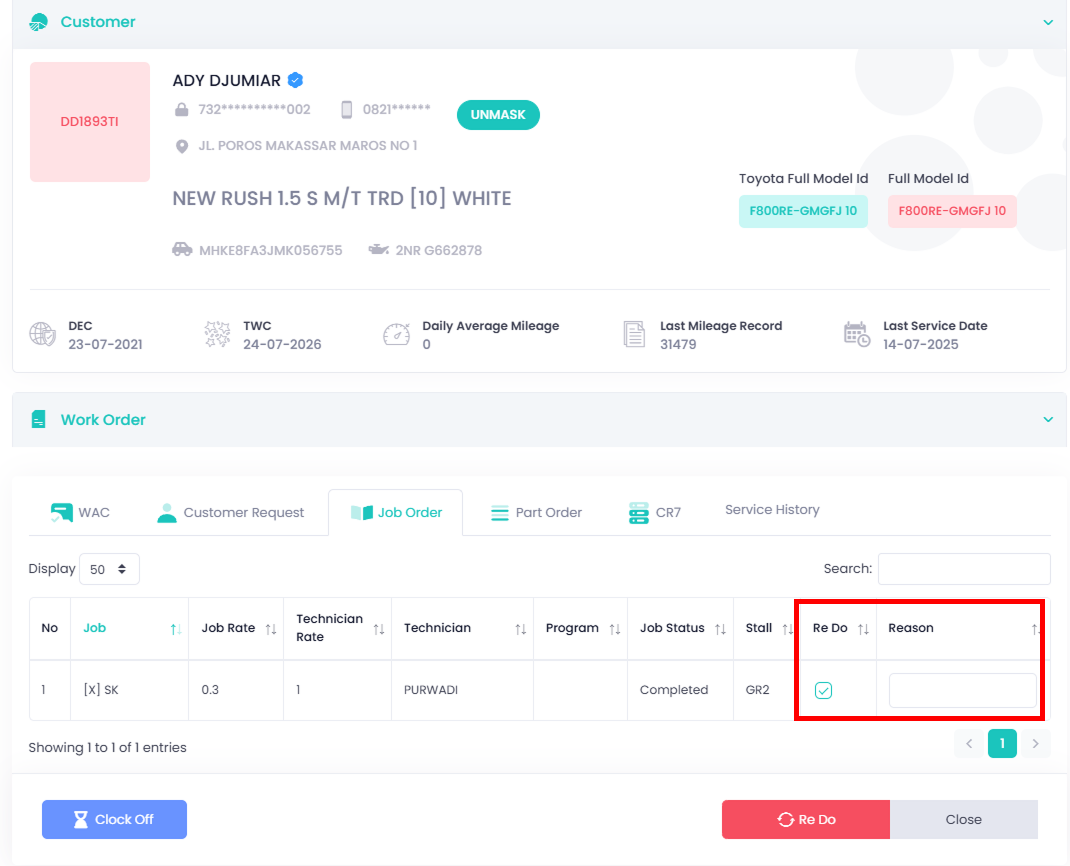 Customer
ADY DJUMIAR
DD1893TI
732**********002 0821****** UNMASK
JL. POROS MAKASSAR MAROS NO 1
NEW RUSH 1.5 S M/T TRD [10] WHITE
Toyota Full Model Id Full Model Id
F800RE-GMGFJ 10 F800RE-GMGFJ 10
MHKE8FA3JMK056755 2NR G662878
DEC TWC Daily Average Mileage Last Mileage Record Last Service Date
23-07-2021 24-07-2026 0 31479 14-07-2025
Work Order
WAC Customer Request Job Order Part Order CR7 Service History
Display 50 Search:
No Job Job Rate Technician Rate Technician Program Job Status Stall Re Do Reason
1 [X] SK 0.3 1 PURWADI Completed GR2
Showing 1 to 1 of 1 entries
< 1 >
Clock Off Re Do Close